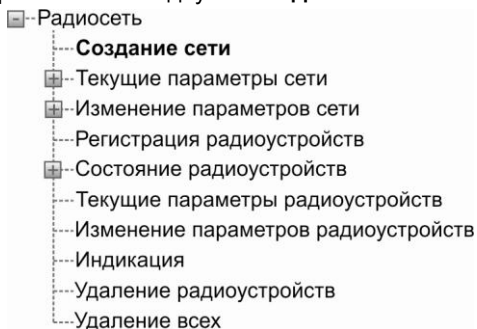 Радиосеть
Создание сети
Текущие параметры сети
Изменение параметров сети
Регистрация радиоустройств
Состояние радиоустройств
Текущие параметры радиоустройств
Изменение параметров радиоустройств
Индикация
Удаление радиоустройств
Удаление всех